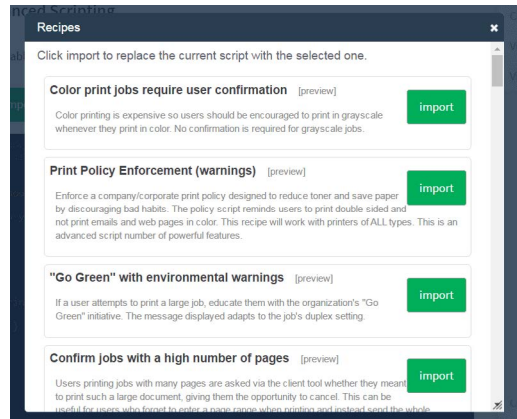 nced Scripting
Recipes
×
Click import to replace the current script with the selected one.
Color print jobs require user confirmation [preview]
import
Color printing is expensive so users should be encouraged to print in grayscale
whenever they print in color. No confirmation is required for grayscale jobs.
Print Policy Enforcement (warnings) [preview]
import
Enforce a company/corporate print policy designed to reduce toner and save paper
by discouraging bad habits. The policy script reminds users to print double sided and
not print emails and web pages in color. This recipe will work with printers of ALL types. This is an
advanced script number of powerful features.
"Go Green" with environmental warnings [preview]
import
If a user attempts to print a large job, educate them with the organization's "Go
Green" initiative. The message displayed adapts to the job's duplex setting.
Confirm jobs with a high number of pages [preview]
import
Users printing jobs with many pages are asked via the client tool whether they meant
to print such a large document, giving them the opportunity to cancel. This can be
useful for users who forget to enter a page range when printing and instead send the whole